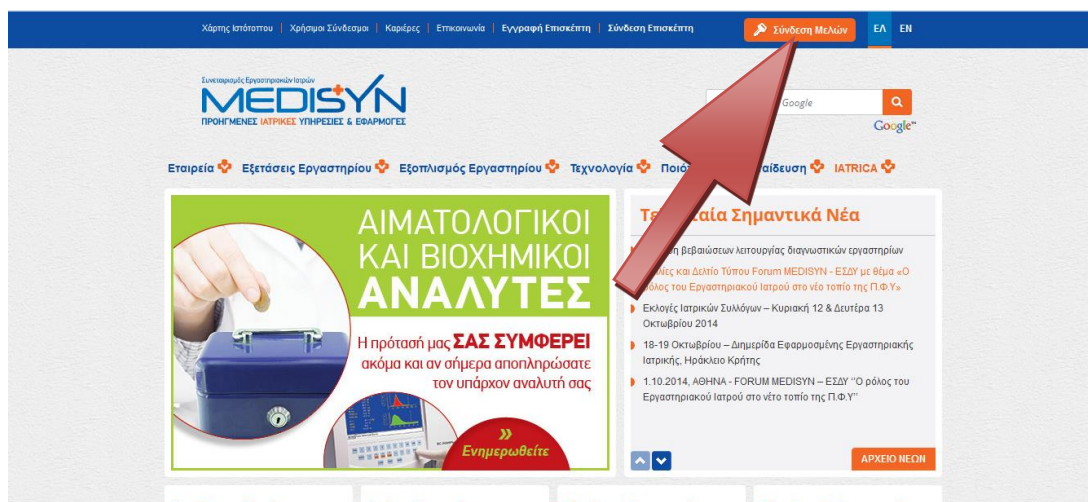 Χάρτης Ιστότοπου | Χρήσιμοι Σύνδεσμοι | Καριέρες | Επικοινωνία | Εγγραφή Επισκέπτη | Σύνδεση Επισκέπτη
Σύνδεση Μελών
ΕΛ EN
Συνεταιρισμός Εργαστηριακών Ιατρών
MEDISYN
ΠΡΟΗΓΜΕΝΕΣ ΙΑΤΡΙΚΕΣ ΥΠΗΡΕΣΙΕΣ & ΕΦΑΡΜΟΓΕΣ
Google
Google™
Εταιρεία Εξετάσεις Εργαστηρίου Εξοπλισμός Εργαστηρίου Τεχνολογία IATRICA
ΑΙΜΑΤΟΛΟΓΙΚΟΙ
ΚΑΙ ΒΙΟΧΗΜΙΚΟΙ
ΑΝΑΛΥΤΕΣ
Η πρότασή μας ΣΑΣ ΣΥΜΦΕΡΕΙ
ακόμα και αν σήμερα αποπληρώσατε
τον υπάρχον αναλυτή σας
»
Ενημερωθείτε
Σημαντικά Νέα
βεβαιώσεων λειτουργίας διαγνωστικών εργαστηρίων
και Δελτίο Τύπου Forum MEDISYN - ΕΣΔΥ με θέμα «Ο
ρόλος του Εργαστηριακού Ιατρού στο νέο τοπίο της Π.Φ.Υ»
Εκλογές Ιατρικών Συλλόγων – Κυριακή 12 & Δευτέρα 13
Οκτωβρίου 2014
18-19 Οκτωβρίου – Διημερίδα Εφαρμοσμένης Εργαστηριακής
Ιατρικής, Ηράκλειο Κρήτης
1.10.2014, ΑΘΗΝΑ - FORUM MEDISYN – ΕΣΔΥ ‘‘Ο ρόλος του
Εργαστηριακού Ιατρού στο νέτο τοπίο της Π.Φ.Υ’’
ΑΡΧΕΙΟ ΝΕΩΝ